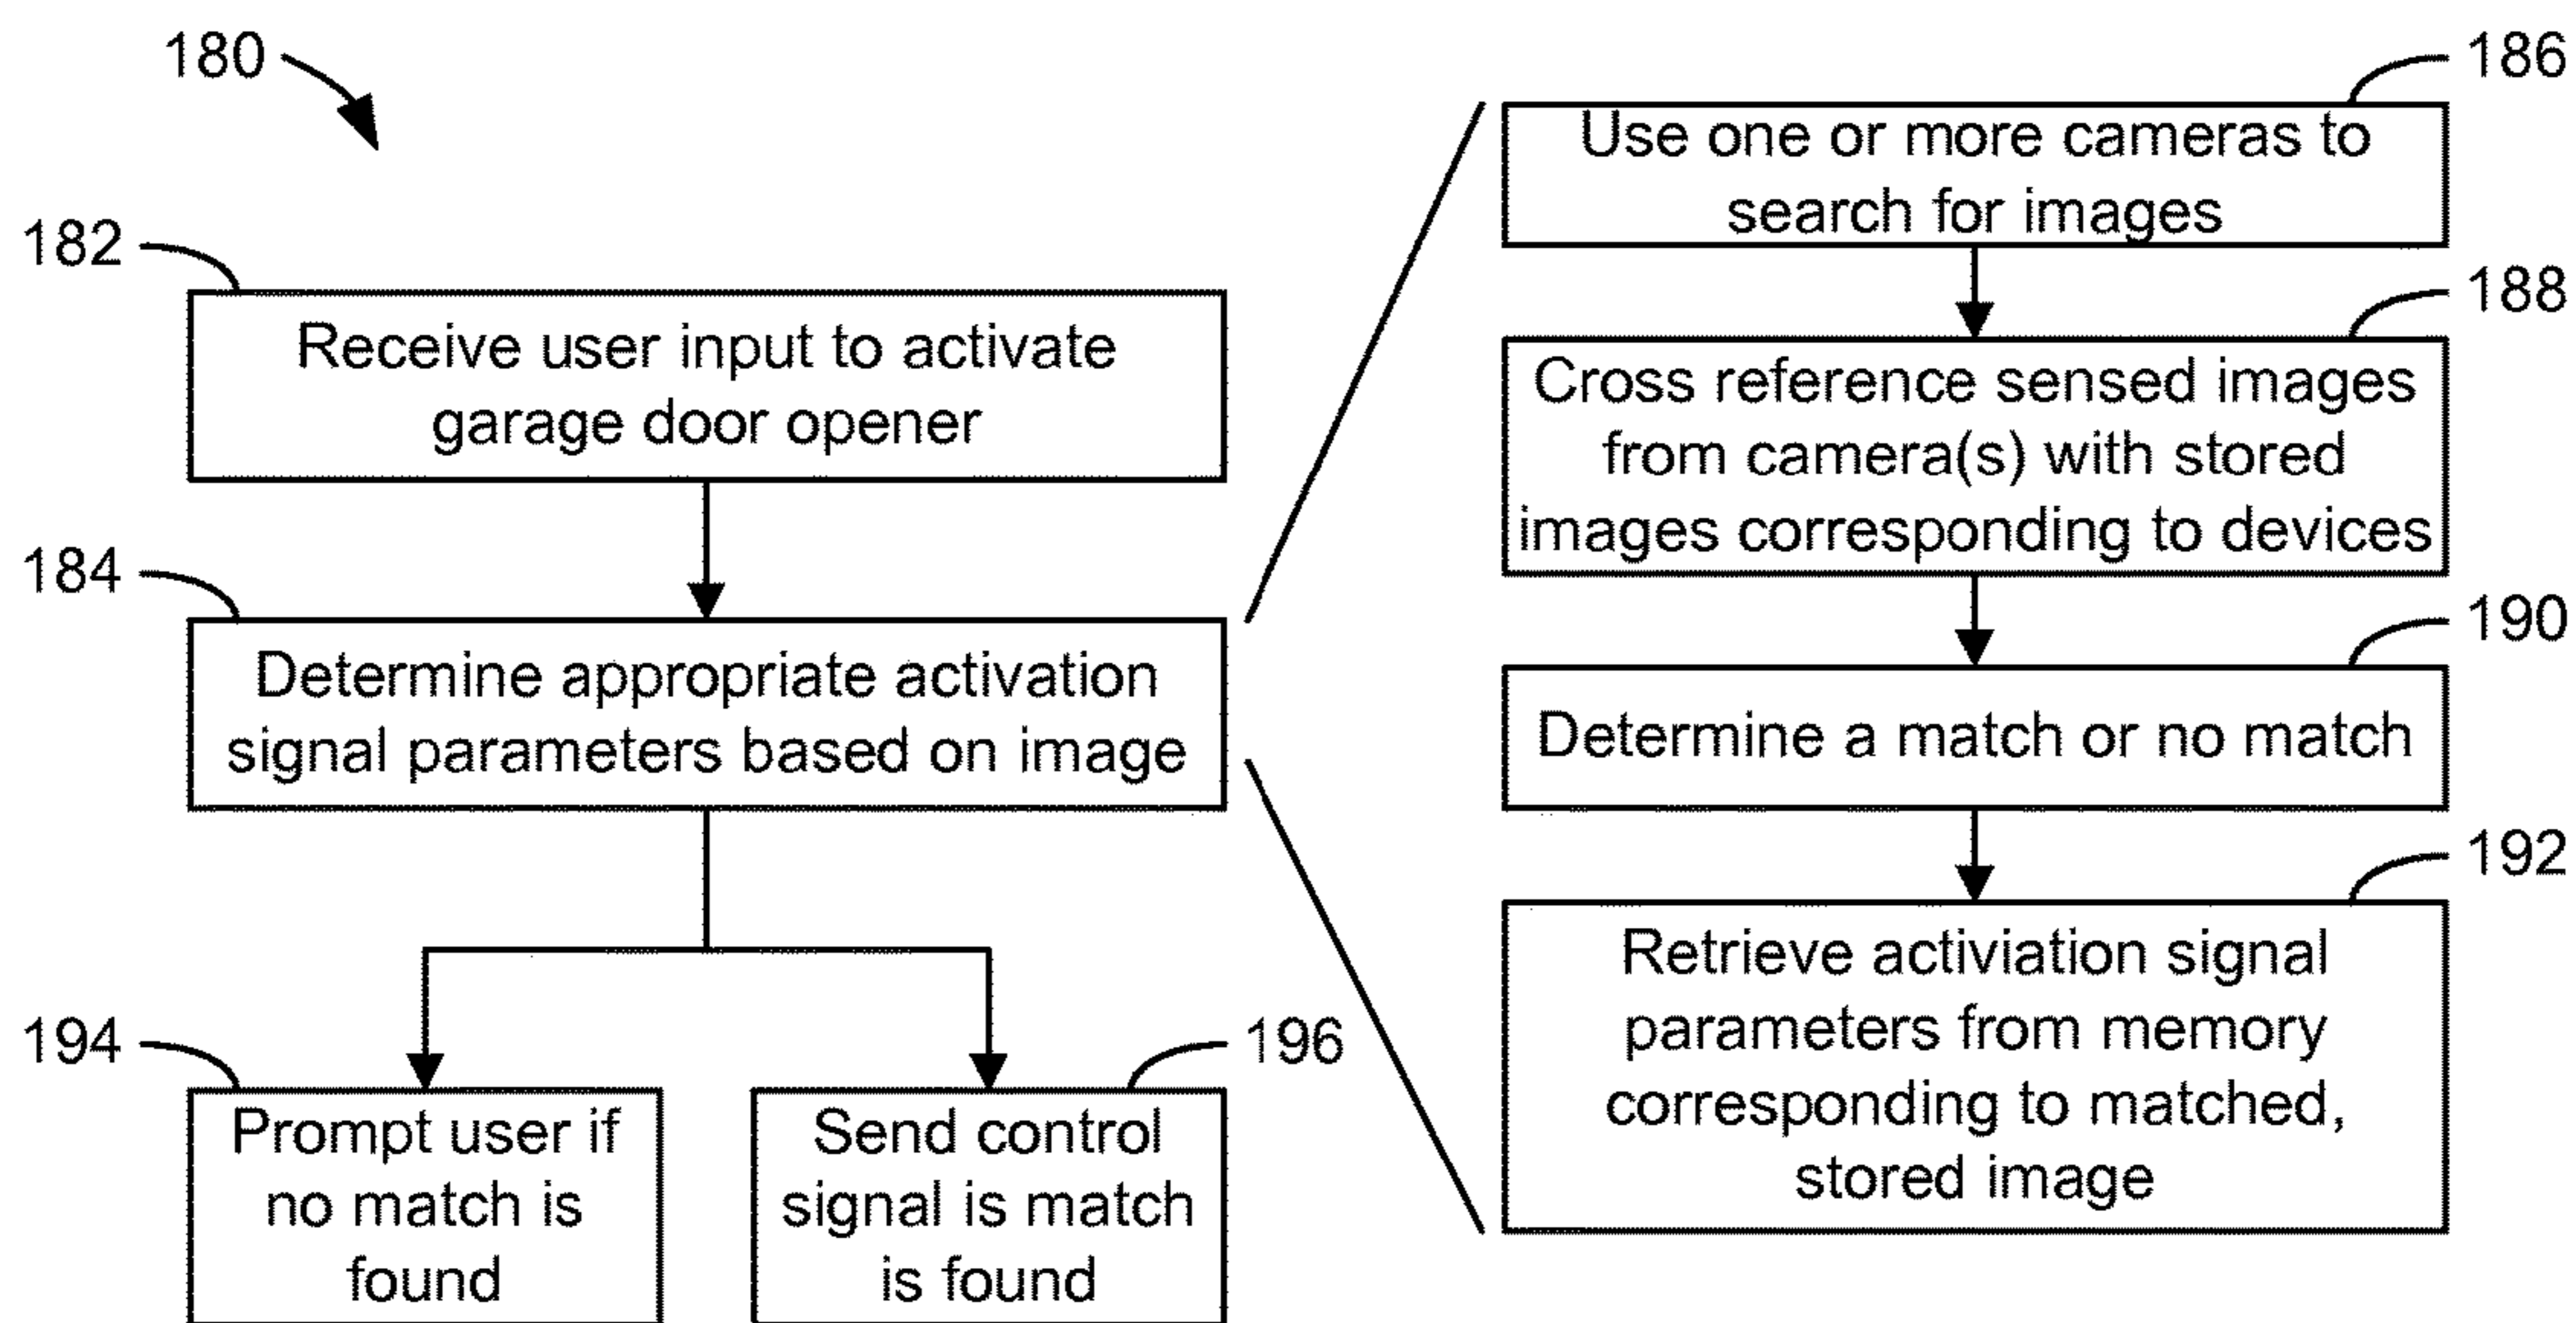 180
182
Receive user input to activate
garage door opener
184
Determine appropriate activation
signal parameters based on image
194
Prompt user if
no match is
found
196
Send control
signal is match
is found
186
Use one or more cameras to
search for images
188
Cross reference sensed images
from camera(s) with stored
images corresponding to devices
190
Determine a match or no match
192
Retrieve activiation signal
parameters from memory
corresponding to matched,
stored image